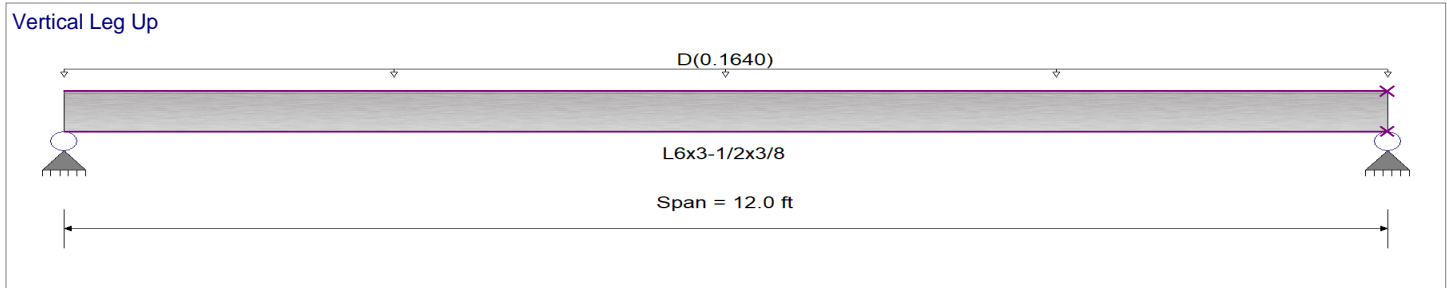 Vertical Leg Up
D(0.1640)
L6x3-1/2x3/8
Span = 12.0 ft